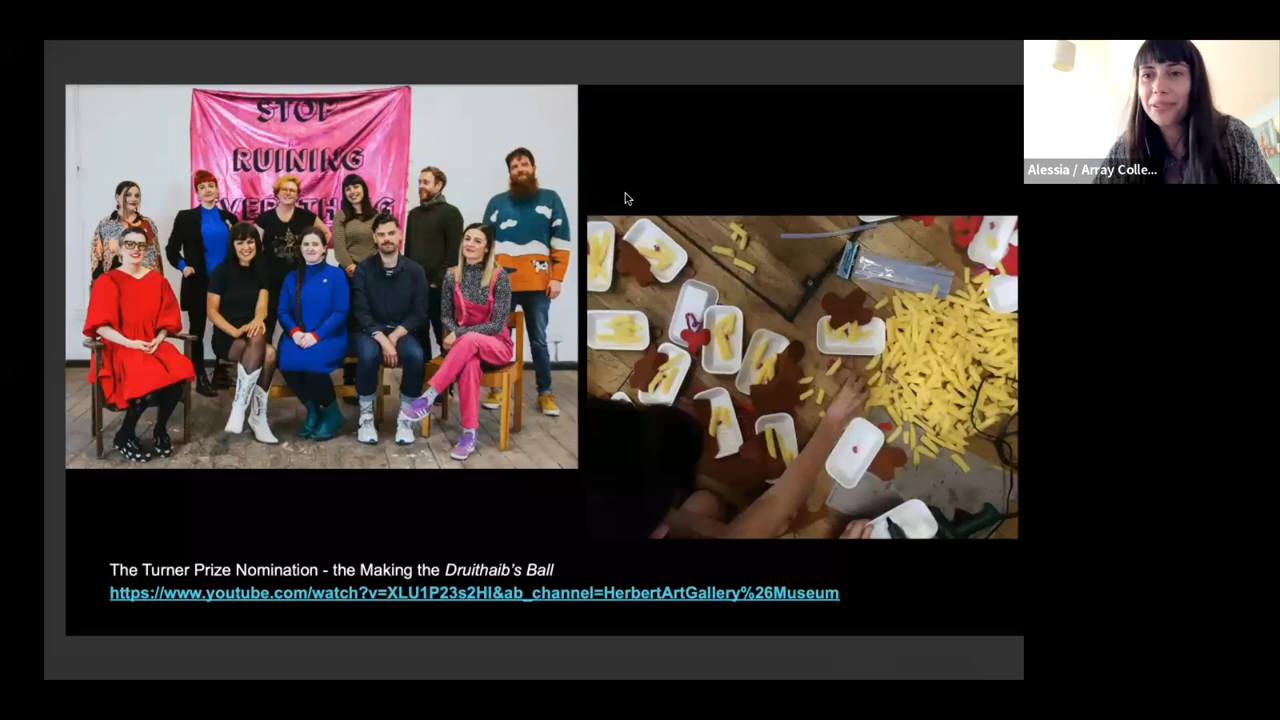 STOP
RUINING
EVERYTHING
Alessia / Array Colle...
The Turner Prize Nomination - the Making the Druithaib's Ball
https://www.youtube.com/watch?v=XLU1P23s2HI&ab_channel=HerbertArtGallery%26Museum